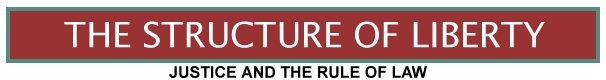 THE STRUCTURE OF LIBERTY
JUSTICE AND THE RULE OF LAW